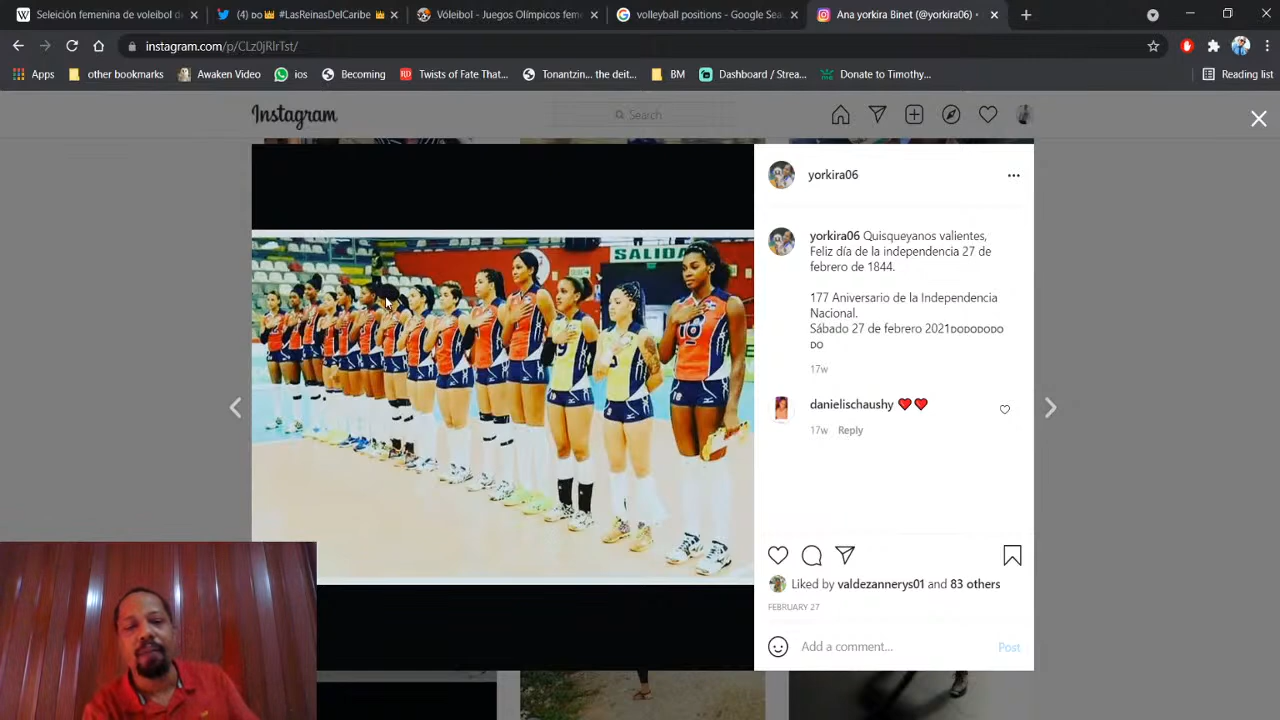 Seleición femenina de voleibol d
(4) DO 👑 #LasReinasDelCaribe 👑
Vóleibol - Juegos Olímpicos feme
volleyball positions - Google Sea
Ana yorkira Binet (@yorkira06) •
instagram.com/p/CLz0jRlrTst/
Apps
other bookmarks
Awaken Video
ios
Becoming
Twists of Fate That...
Tonantzin... the deit...
BM
Dashboard / Strea...
Donate to Timothy...
Reading list
Instagram
Search
yorkira06
yorkira06 Quisqueyanos valientes,
Feliz día de la independencia 27 de
febrero de 1844.
177 Aniversario de la Independencia
Nacional.
Sábado 27 de febrero 2021DODODODO
DO
17w
danielischaushy ❤️❤️
17w Reply
SALIDA
Liked by valdezannerys01 and 83 others
FEBRUARY 27
Add a comment...
Post